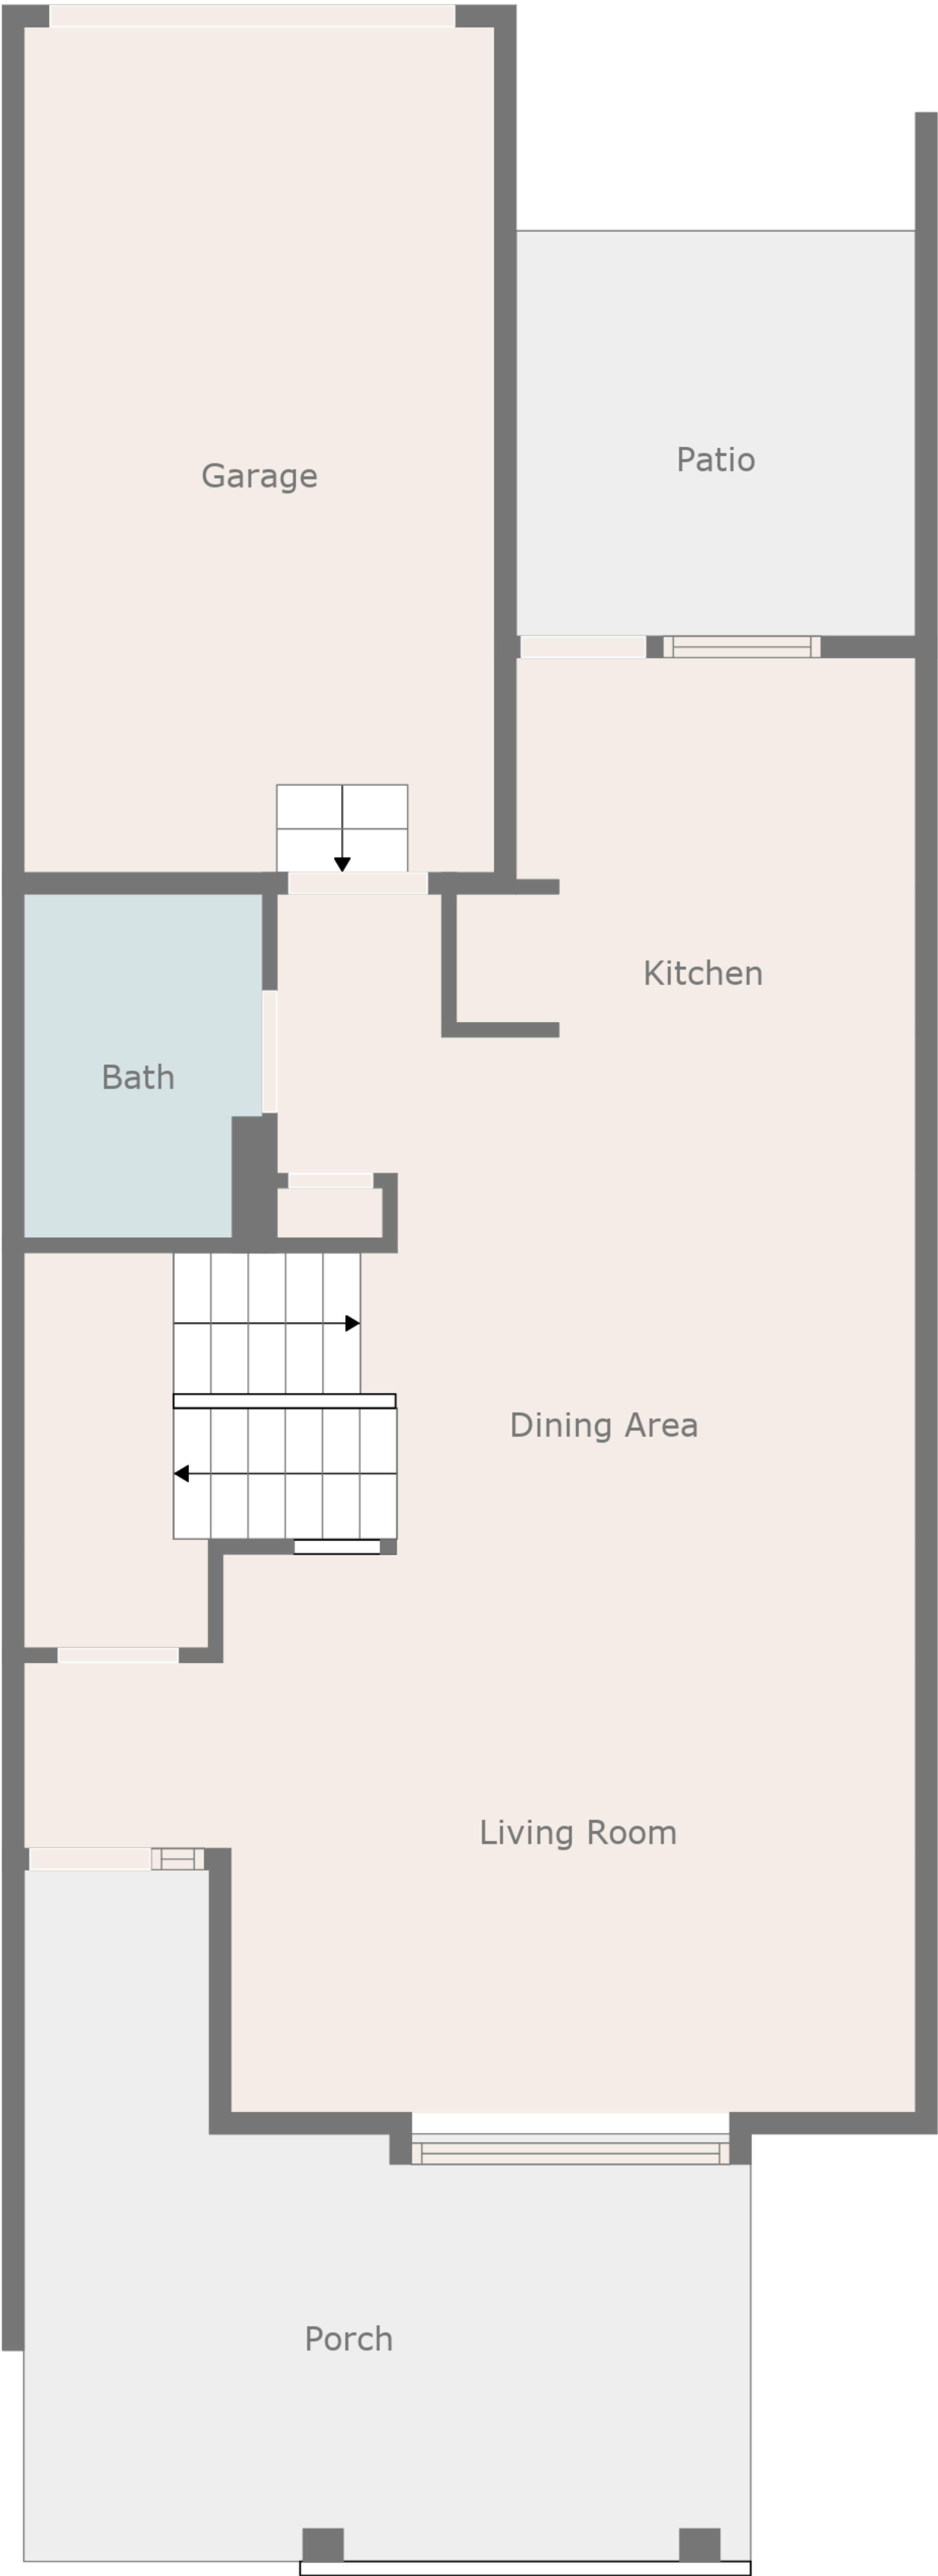 Patio
Garage
Kitchen
Bath
Dining Area
Living Room
Porch